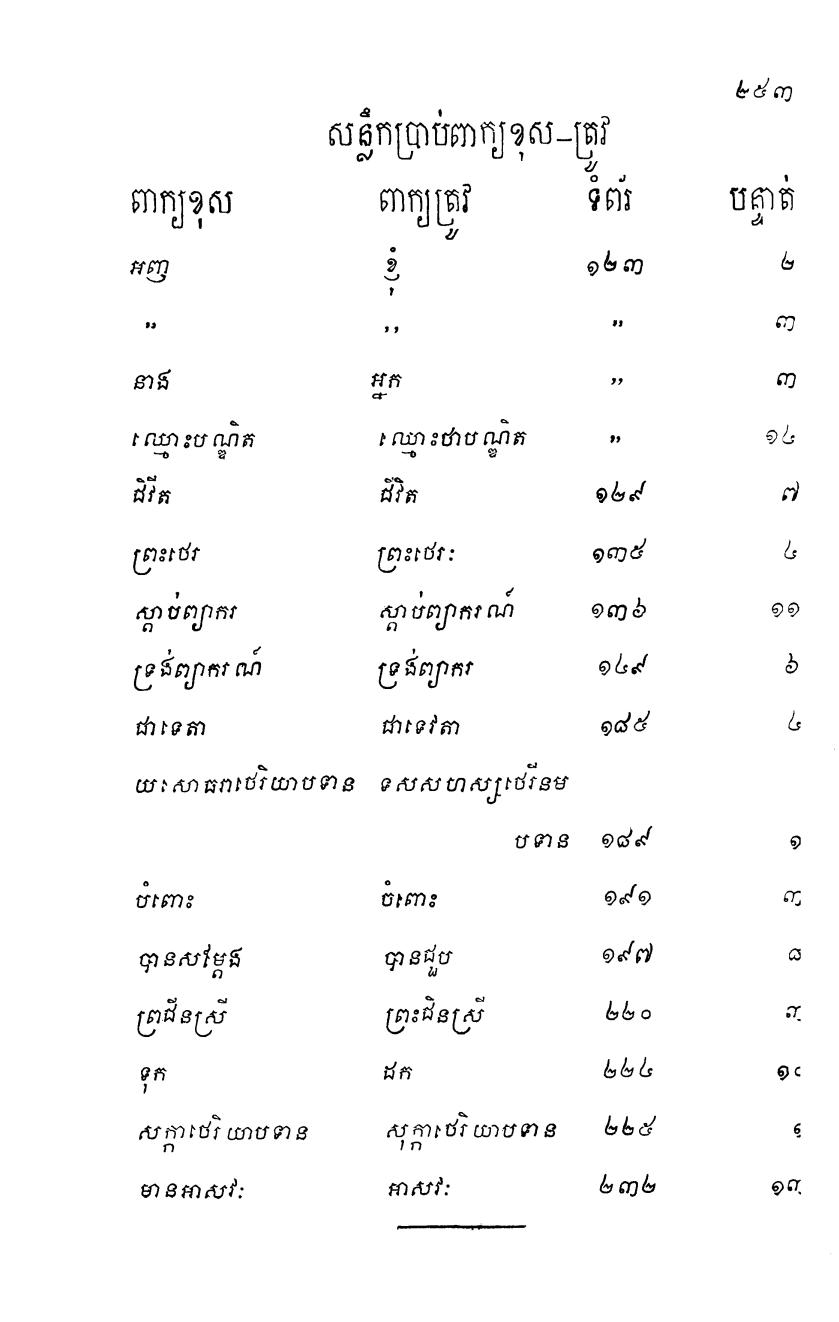 ២៥៣
សន្លឹកប្រាប់ពាក្យខុស-ត្រូវ
ពាក្យខុស ពាក្យត្រូវ ទំព័រ បន្ទាត់
អញ ខ្ញុំ ១២៣ ២
" " " ៣
នាង អ្នក " ៣
ឈ្មោះបណ្ឌិត ឈ្មោះថាបណ្ឌិត " ១៤
ជិវីត ជីវិត ១២៩ ៧
ព្រះថេរ ព្រះថេរៈ ១៣៥ ៤
ស្តាប់ព្យាករ ស្តាប់ព្យាករណ៍ ១៣៦ ១១
ទ្រង់ព្យាករណ៍ ទ្រង់ព្យាករ ១៤៩ ៦
ជាទេតា ជាទេវតា ១៨៥ ៤
យសោធរាថេរិយាបទាន ទសសហស្សថេរីនម
បទាន ១៨៩ ១
បំពោះ ចំពោះ ១៩១ ៣
បានសម្តែង បានជួប ១៩៧ ៨
ព្រជីនស្រី ព្រះជិនស្រី ២២០ ៣
ទុក ដក ២២៤ ១
សក្កាថេរិយាបទាន សុក្កាថេរិយាបទាន ២២៥
មានអាសវៈ អាសវៈ ២៣២ ១៣